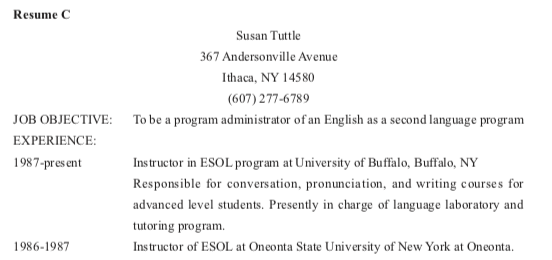 Resume C
Susan Tuttle
367 Andersonville Avenue
Ithaca, NY 14580
(607) 277-6789
JOB OBJECTIVE: To be a program administrator of an English as a second language program
EXPERIENCE:
1987-present Instructor in ESOL program at University of Buffalo, Buffalo, NY
Responsible for conversation, pronunciation, and writing courses for
advanced level students. Presently in charge of language laboratory and
tutoring program.
1986-1987 Instructor of ESOL at Oneonta State University of New York at Oneonta.